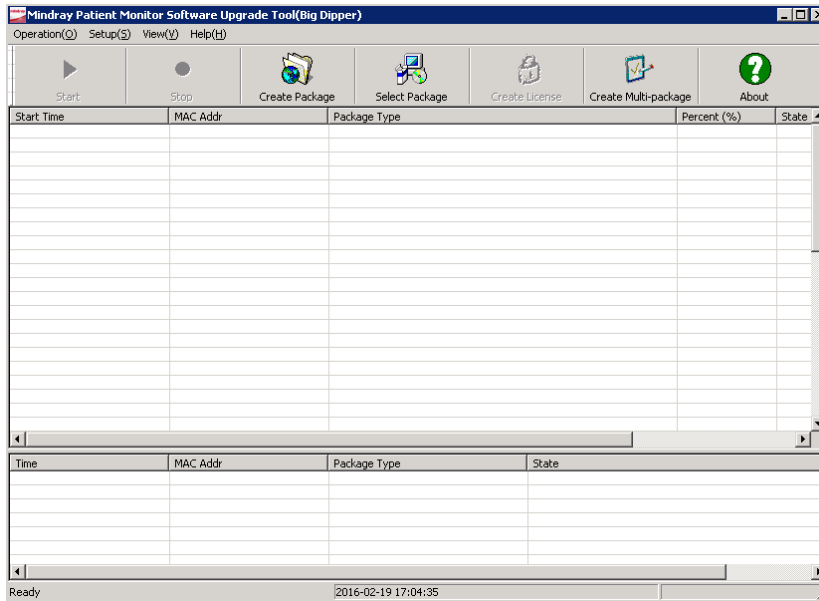 Mindray Patient Monitor Software Upgrade Tool(Big Dipper)
Operation(O) Setup(S) View(V) Help(H)
Start Stop Create Package Select Package Create License Create Multi-package About
Start Time MAC Addr Package Type Percent (%) State
Time MAC Addr Package Type State
Ready 2016-02-19 17:04:35